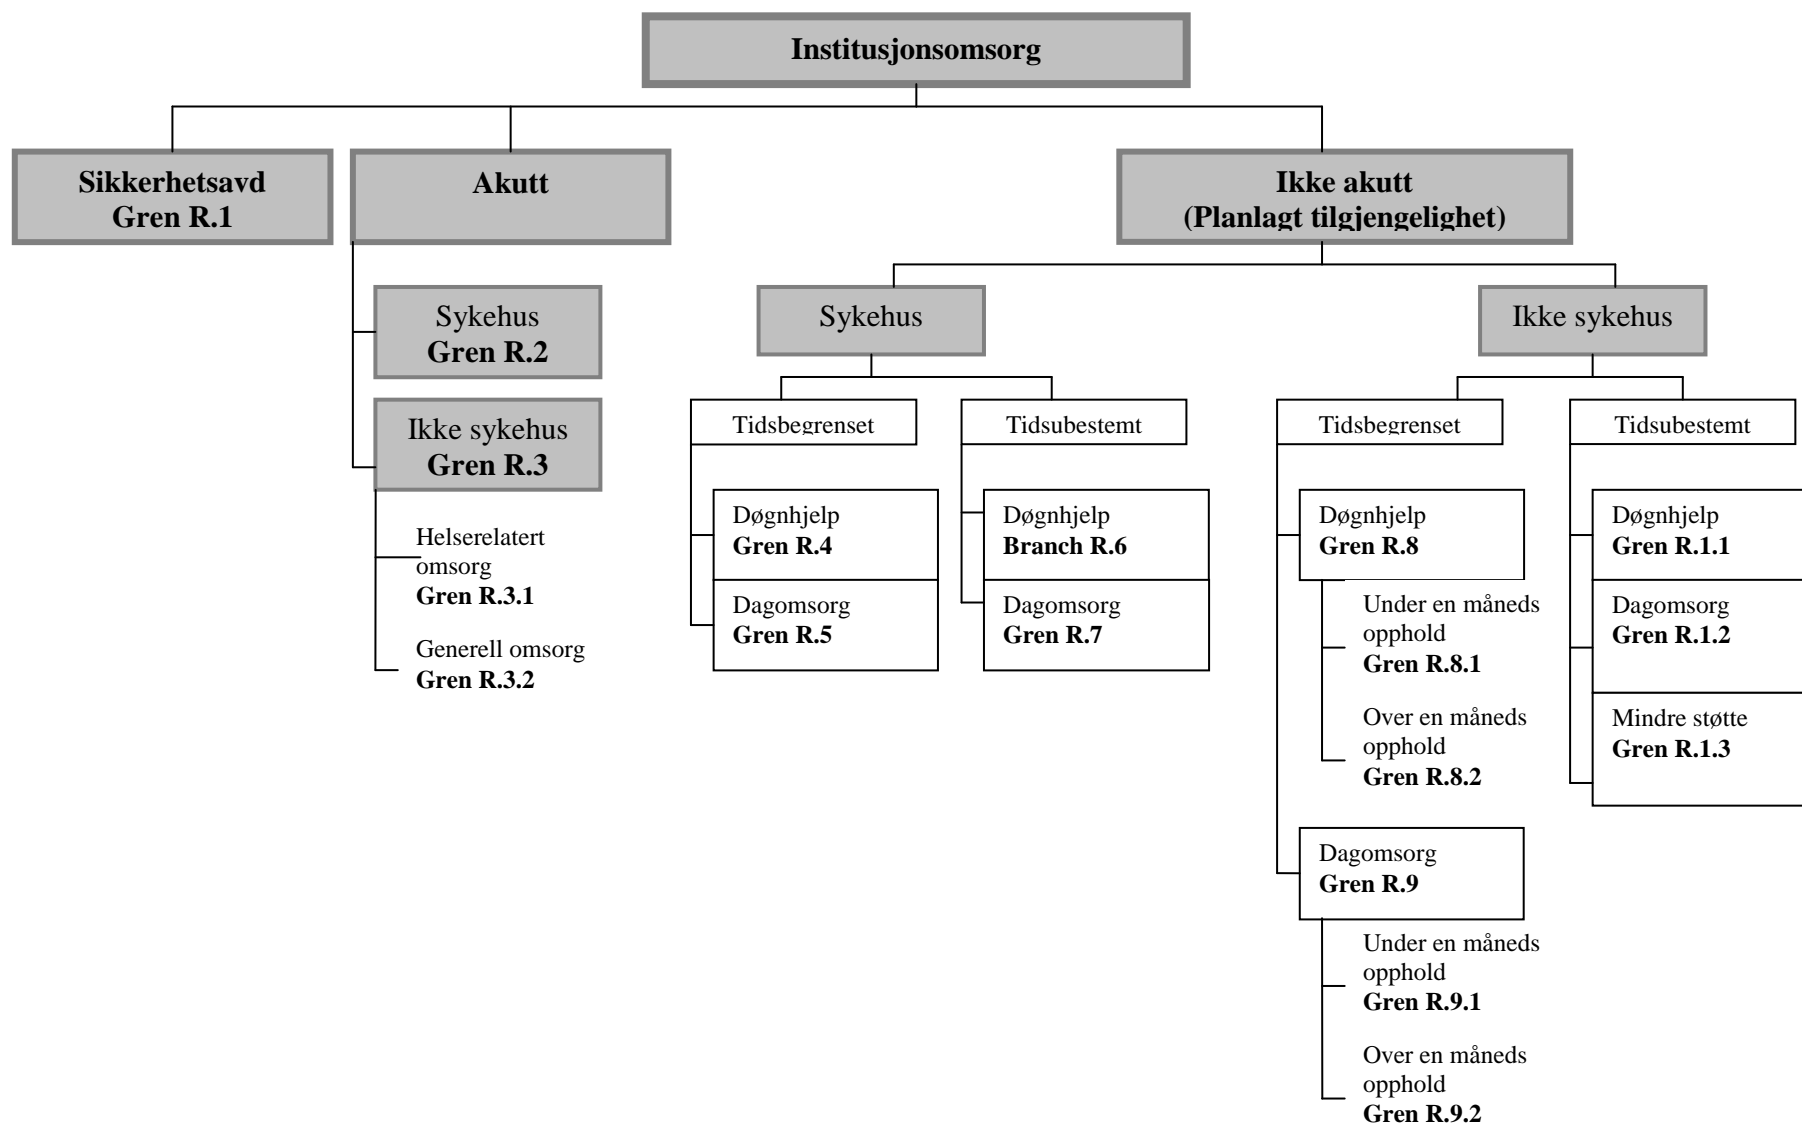 Institusjonsomsorg
Sikkerhetsavd
Gren R.1
Akutt
Sykehus
Gren R.2
Ikke sykehus
Gren R.3
Helserelatert
omsorg
Gren R.3.1
Generell omsorg
Gren R.3.2
Ikke akutt
(Planlagt tilgjengelighet)
Sykehus
Tidsbegrenset
Døgnhjelp
Gren R.4
Dagomsorg
Gren R.5
Tidsubestemt
Døgnhjelp
Branch R.6
Dagomsorg
Gren R.7
Ikke sykehus
Tidsbegrenset
Døgnhjelp
Gren R.8
Under en måneds
opphold
Gren R.8.1
Over en måneds
opphold
Gren R.8.2
Dagomsorg
Gren R.9
Under en måneds
opphold
Gren R.9.1
Over en måneds
opphold
Gren R.9.2
Tidsubestemt
Døgnhjelp
Gren R.1.1
Dagomsorg
Gren R.1.2
Mindre støtte
Gren R.1.3